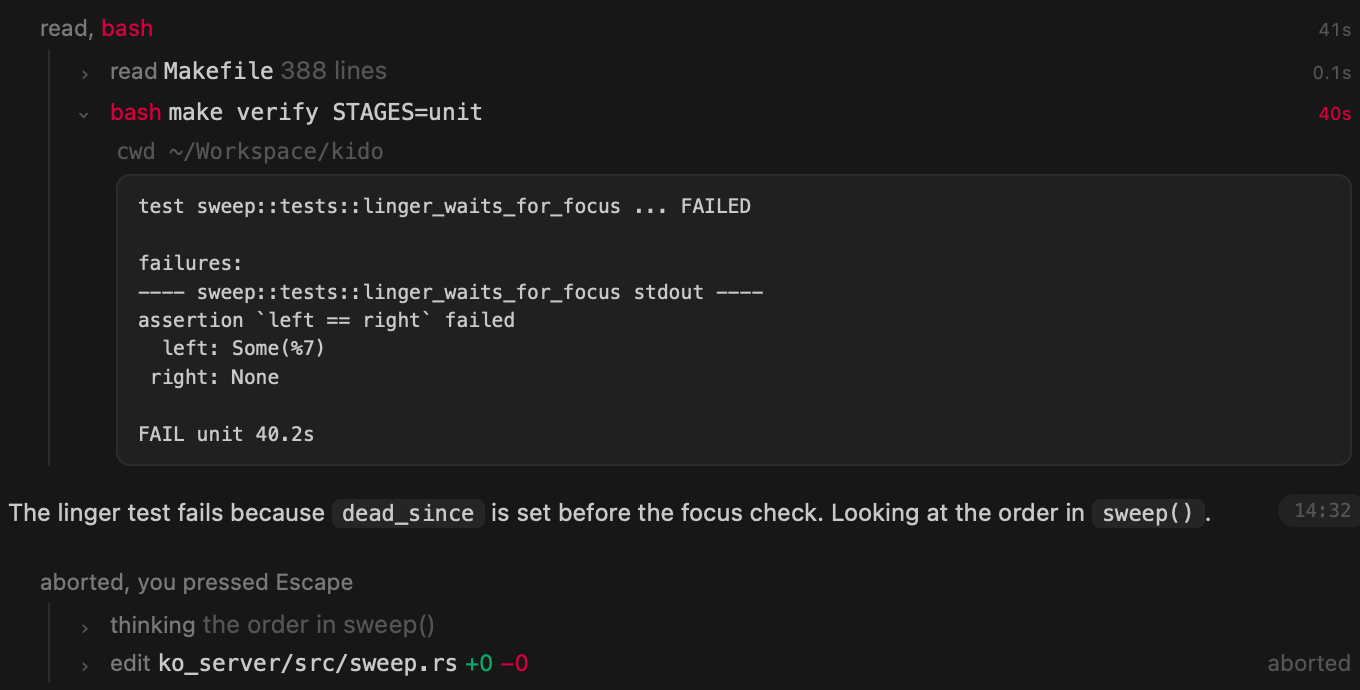 read, bash 41s
read Makefile 388 lines 0.1s
bash make verify STAGES=unit 40s
cwd ~/Workspace/kido
test sweep::tests::linger_waits_for_focus ... FAILED
failures:
---- sweep::tests::linger_waits_for_focus stdout ----
assertion `left == right` failed
left: Some(%7)
right: None
FAIL unit 40.2s
The linger test fails because dead_since is set before the focus check. Looking at the order in sweep(). 14:32
aborted, you pressed Escape
thinking the order in sweep()
edit ko_server/src/sweep.rs +0 −0 aborted